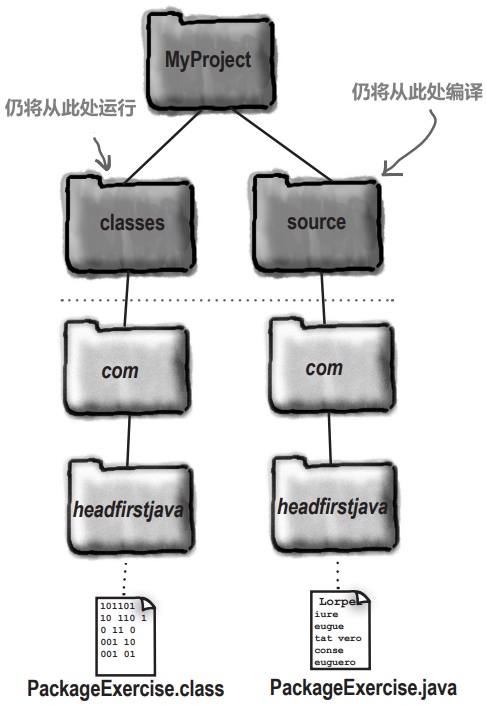 MyProject
仍将从此处运行
仍将从此处编译
classes
source
com
com
headfirstjava
headfirstjava
101101
10 110 1
0 11 0
001 10
001 01
Lorpe
iure
eugue
tat vero
conse
euguero
PackageExercise.class
PackageExercise.java